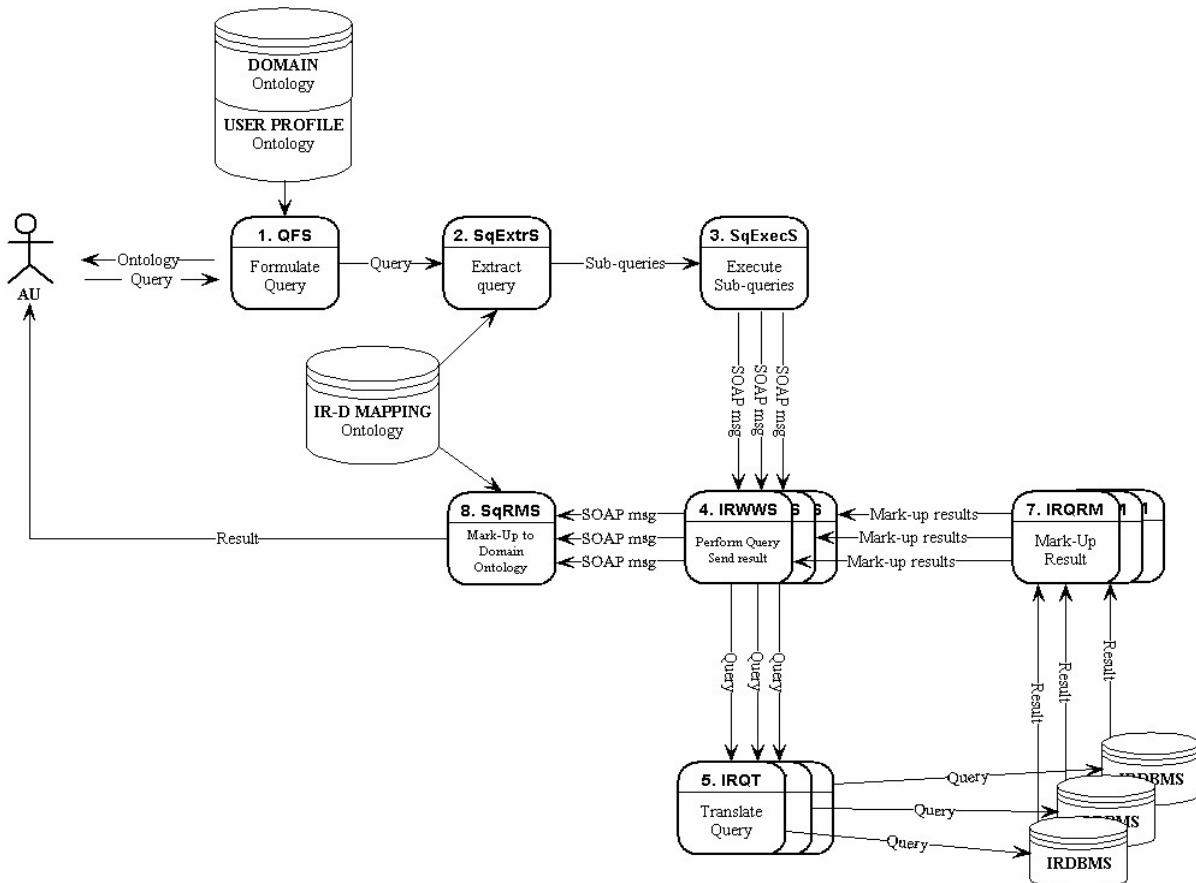 DOMAIN
Ontology
USER PROFILE
Ontology
1. QFS
Formulate
Query
2. SqExtrS
Extract
query
3. SqExecS
Execute
Sub-queries
Ontology
Query
AU
Query
Sub-queries
SOAP msg
SOAP msg
SOAP msg
IR-D MAPPING
Ontology
8. SqRMS
Mark-Up to
Domain
Ontology
SOAP msg
SOAP msg
SOAP msg
4. IRWWS
S
S
Perform Query
Send result
Mark-up results
Mark-up results
Mark-up results
7. IRQRM
M
1
Mark-Up
Result
Result
Query
Query
Query
Result
Result
Result
5. IRQT
Translate
Query
Query
Query
Query
IRDBMS
IRDBMS
IRDBMS